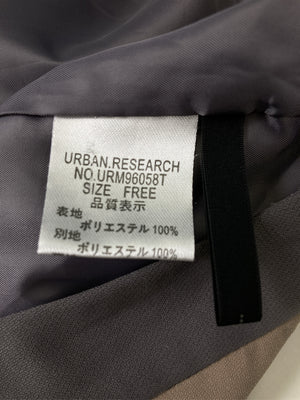 URBAN.RESEARCH
NO.URM96058T
SIZE FREE
品質表示
表地
ポリエステル 100%
別地
ポリエステル 100%